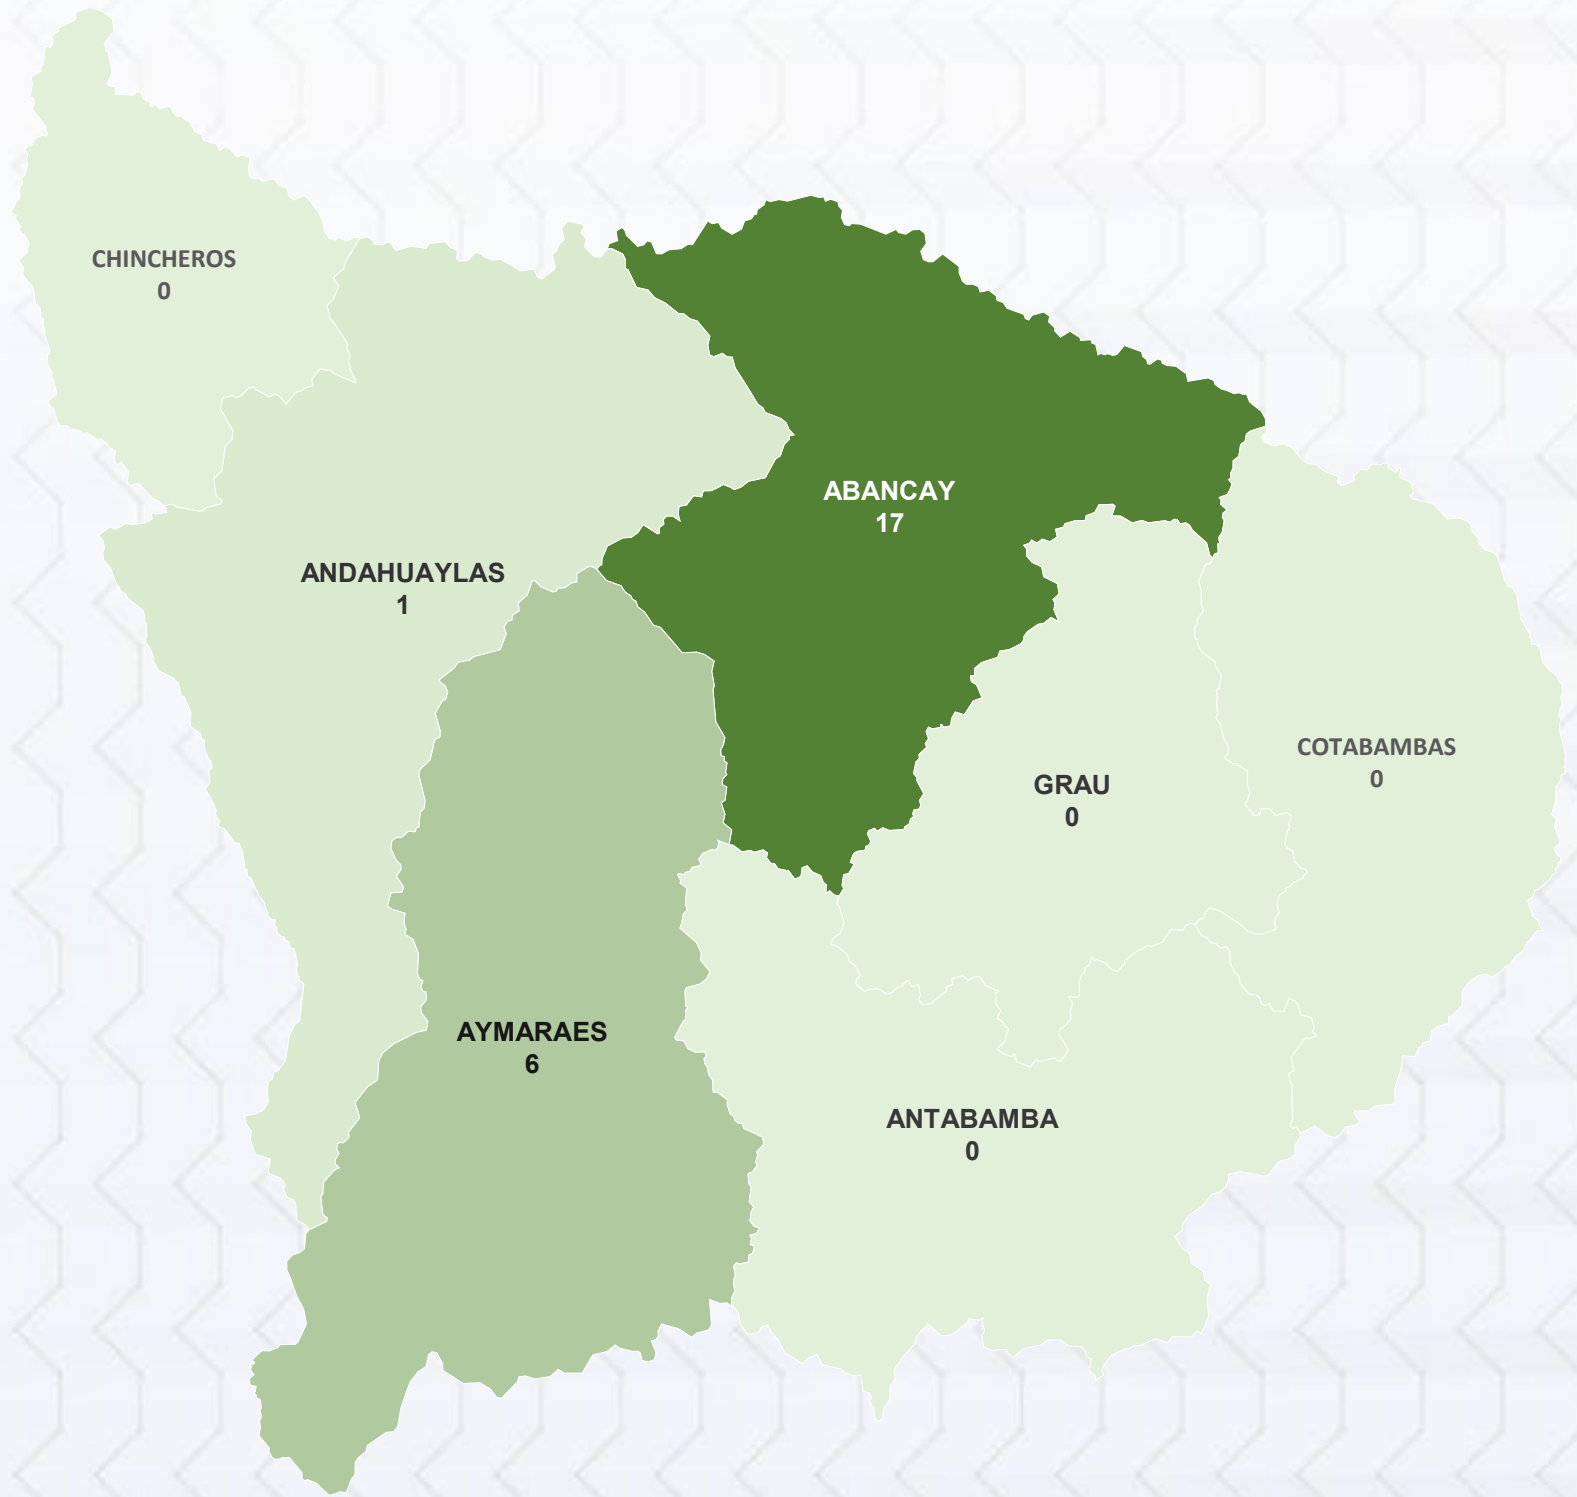 CHINCHEROS
0
ABANCAY
17
ANDAHUAYLAS
1
COTABAMBAS
0
GRAU
0
AYMARAES
6
ANTABAMBA
0